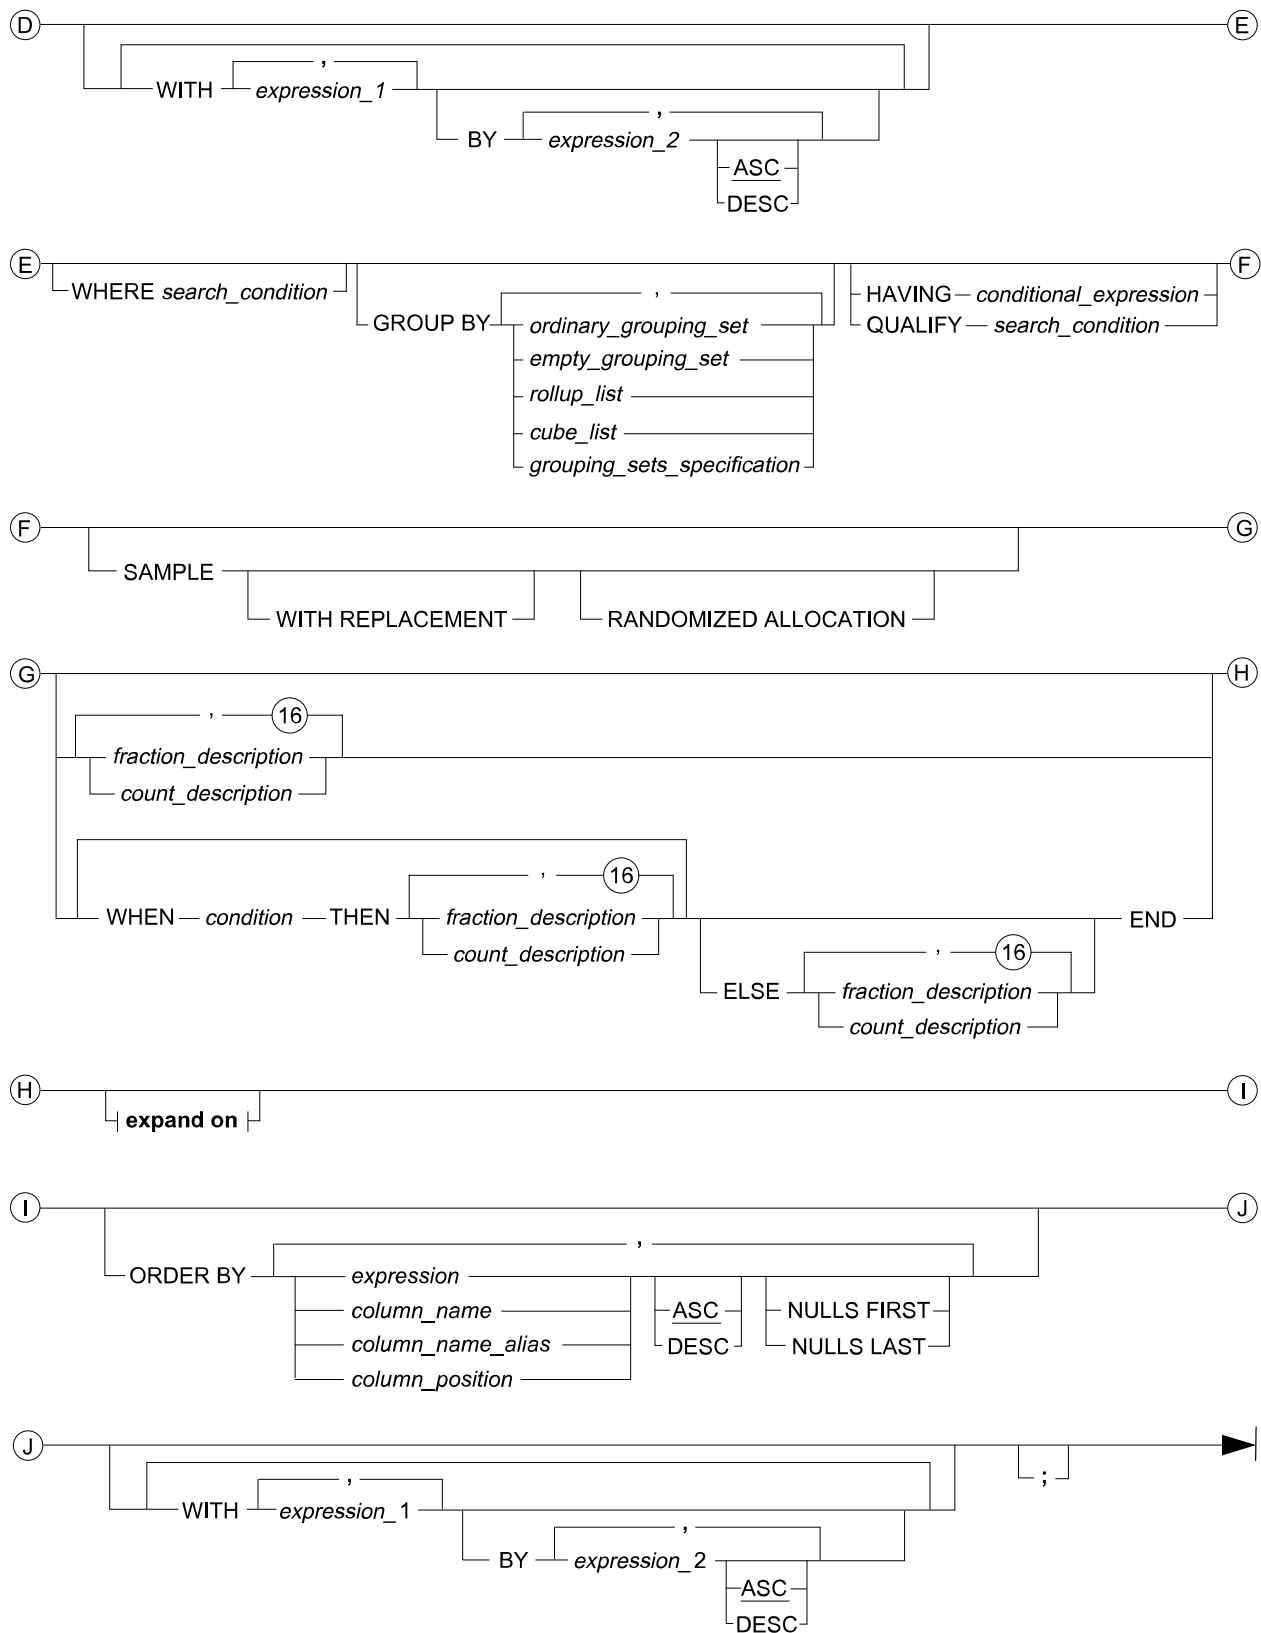 D E
,
WITH expression_1
,
BY expression_2
ASC
DESC
E F
WHERE search_condition
,
GROUP BY ordinary_grouping_set
empty_grouping_set
rollup_list
cube_list
grouping_sets_specification
HAVING conditional_expression
QUALIFY search_condition
F G
SAMPLE
WITH REPLACEMENT RANDOMIZED ALLOCATION
G H
, 16
fraction_description
count_description
, 16
WHEN condition THEN fraction_description
count_description
END
, 16
ELSE fraction_description
count_description
H I
expand on
I J
,
ORDER BY expression
column_name
column_name_alias
column_position
ASC
DESC
NULLS FIRST
NULLS LAST
J
,
WITH expression_1
;
,
BY expression_2
ASC
DESC